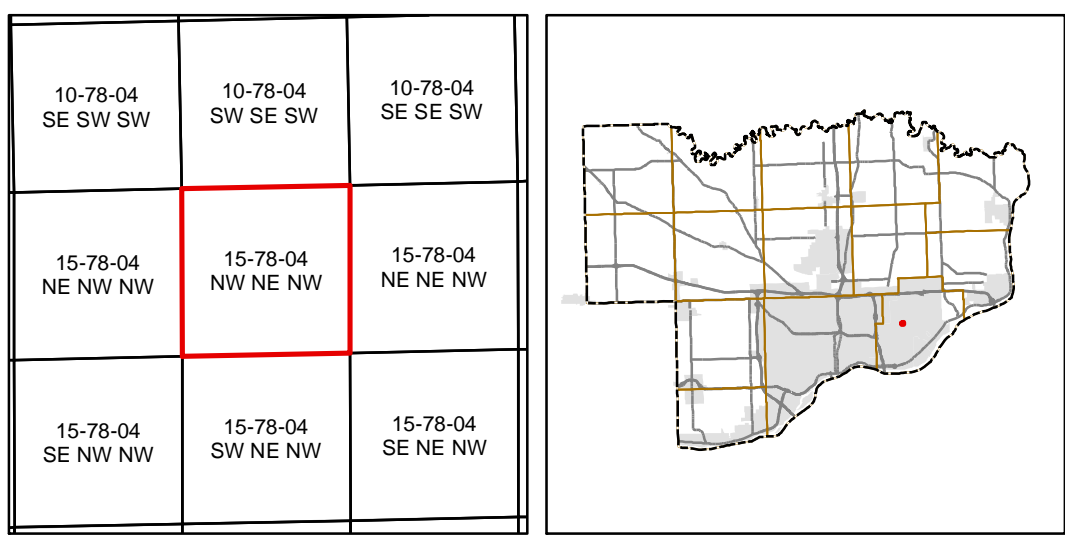 10-78-04
SE SW SW
10-78-04
SW SE SW
10-78-04
SE SE SW
15-78-04
NE NW NW
15-78-04
NW NE NW
15-78-04
NE NE NW
15-78-04
SE NW NW
15-78-04
SW NE NW
15-78-04
SE NE NW